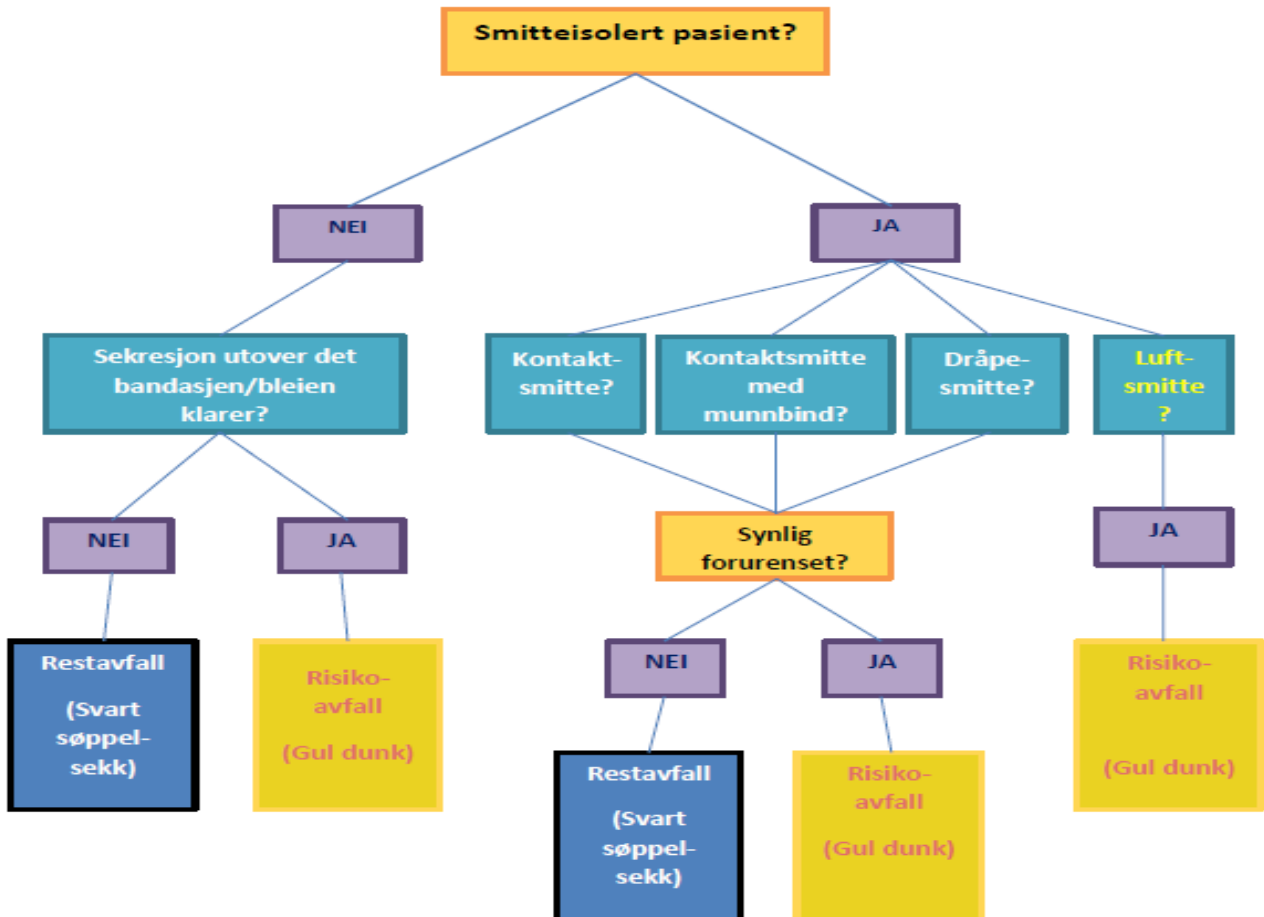 Smitteisolert pasient?
NEI
JA
Sekresjon utover det
bandasjen/bleien
klarer?
Kontakt-
smitte?
Kontaktsmitte
med
munnbind?
Dråpe-
smitte?
Luft-
smitte
?
NEI
JA
Synlig
forurenset?
JA
Restavfall
(Svart
søppel-
sekk)
Risiko-
avfall
(Gul dunk)
NEI
JA
Risiko-
avfall
(Gul dunk)
Restavfall
(Svart
søppel-
sekk)
Risiko-
avfall
(Gul dunk)